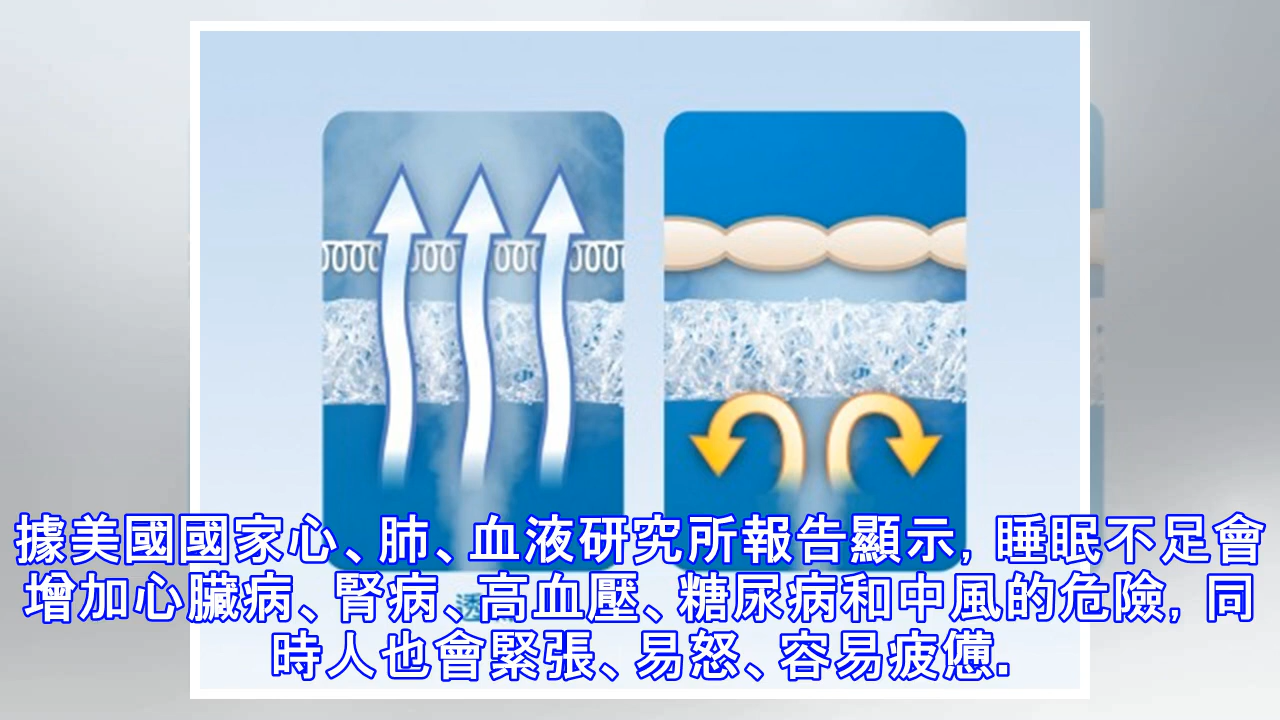 據美國國家心、肺、血液研究所報告顯示, 睡眠不足會
增加心臟病、腎病、高血壓、糖尿病和中風的危險, 同
時人也會緊張、易怒、容易疲憊.
透